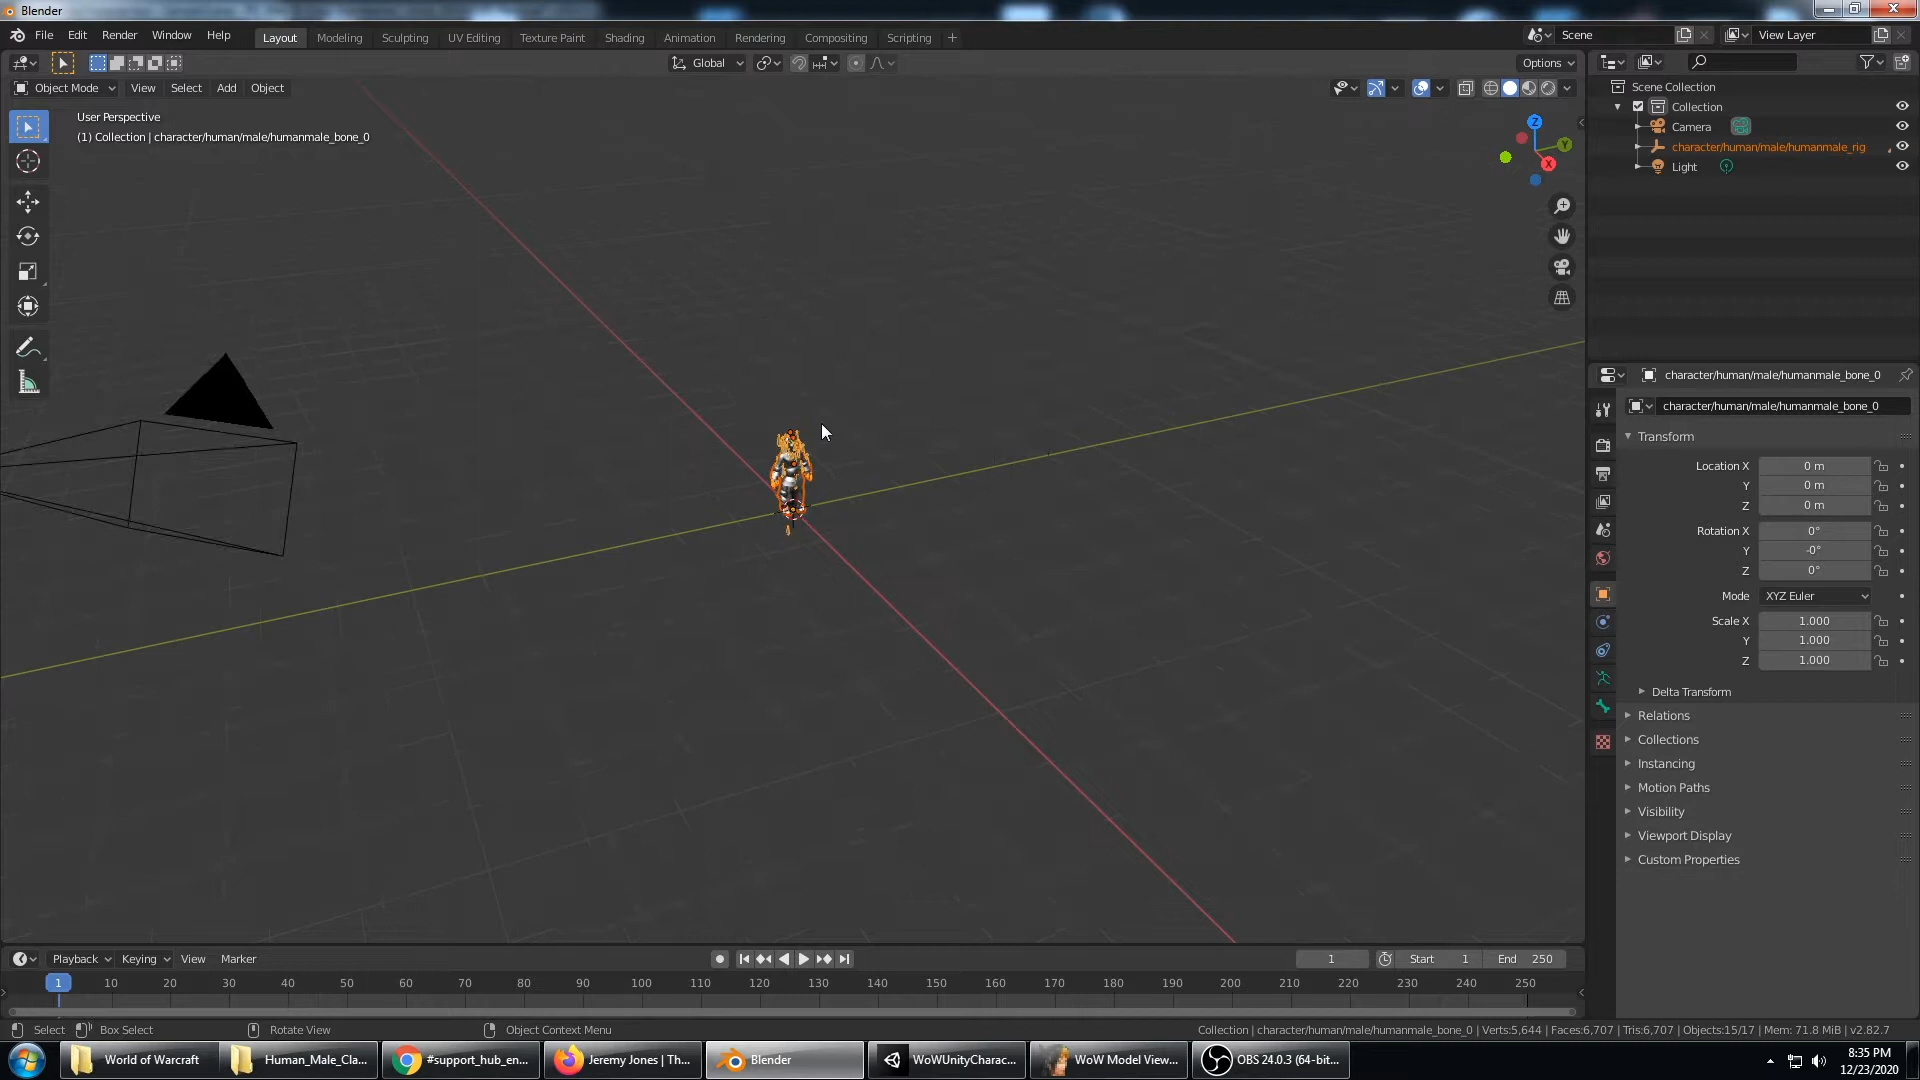 Blender
File Edit Render Window Help Layout Modeling Sculpting UV Editing Texture Paint Shading Animation Rendering Compositing Scripting + Scene View Layer
Global Options
Object Mode View Select Add Object
User Perspective
(1) Collection | character/human/male/humanmale_bone_0
Z
Y
X
Scene Collection
Collection
Camera
character/human/male/humanmale_rig
Light
character/human/male/humanmale_bone_0
character/human/male/humanmale_bone_0
Transform
Location X 0 m
Y 0 m
Z 0 m
Rotation X 0°
Y -0°
Z 0°
Mode XYZ Euler
Scale X 1.000
Y 1.000
Z 1.000
Delta Transform
Relations
Collections
Instancing
Motion Paths
Visibility
Viewport Display
Custom Properties
Playback Keying View Marker 1 Start 1 End 250
1 10 20 30 40 50 60 70 80 90 100 110 120 130 140 150 160 170 180 190 200 210 220 230 240 250
Select Box Select Rotate View Object Context Menu Collection | character/human/male/humanmale_bone_0 | Verts:5,644 | Faces:6,707 | Tris:6,707 | Objects:15/17 | Mem: 71.8 MiB | v2.82.7
World of Warcraft Human_Male_Cla... #support_hub_en... Jeremy Jones | Th... Blender WoWUnityCharac... WoW Model View... OBS 24.0.3 (64-bit...
8:35 PM
12/23/2020